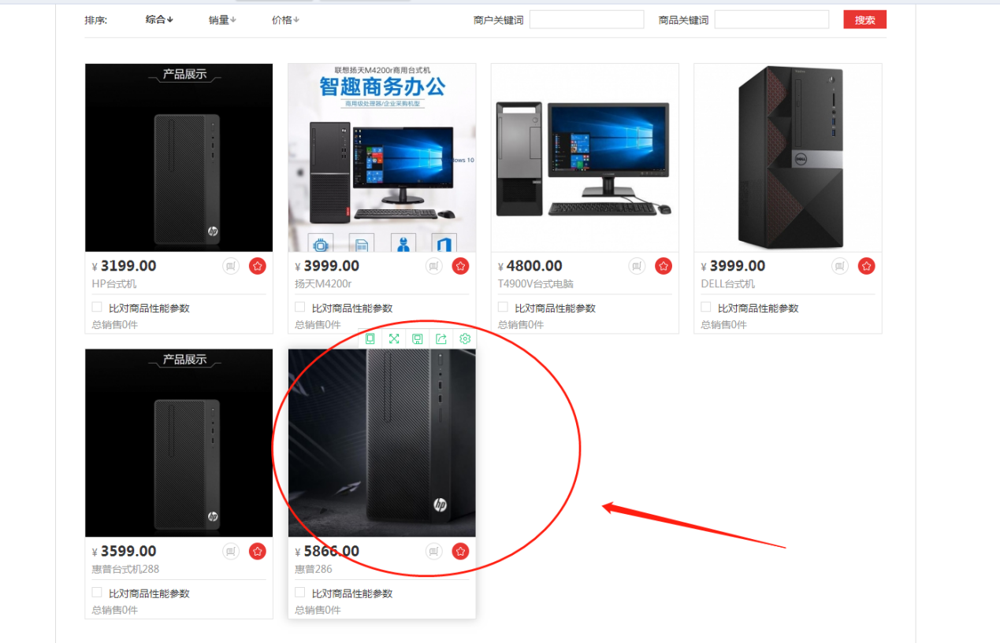 排序:
综合
销量
价格
商户关键词
商品关键词
搜索
产品展示
hp
¥ 3199.00
HP台式机
比对商品性能参数
总销售0件
联想扬天M4200r商用台式机
智趣商务办公
商用级处理器/企业采购机型
dows 10
¥ 3999.00
扬天M4200r
比对商品性能参数
总销售0件
¥ 4800.00
T4900V台式电脑
比对商品性能参数
总销售0件
DELL
¥ 3999.00
DELL台式机
比对商品性能参数
总销售0件
产品展示
hp
¥ 3599.00
惠普台式机288
比对商品性能参数
总销售0件
hp
¥ 5866.00
惠普286
比对商品性能参数
总销售0件